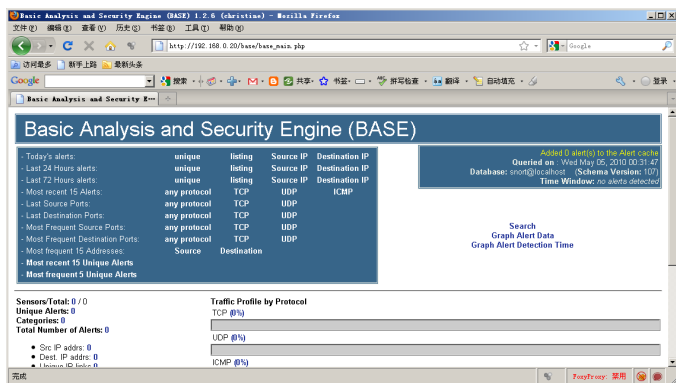 Basic Analysis and Security Engine (BASE) 1.2.6 (christine) - Mozilla Firefox
文件(F) 编辑(E) 查看(V) 历史(S) 书签(B) 工具(T) 帮助(H)
http://192.168.0.20/base/base_main.php Google
访问最多 新手上路 最新头条
Google 搜索 共享 书签 拼写检查 翻译 自动填充 登录
Basic Analysis and Security E...
Basic Analysis and Security Engine (BASE)
- Today's alerts: unique listing Source IP Destination IP
- Last 24 Hours alerts: unique listing Source IP Destination IP
- Last 72 Hours alerts: unique listing Source IP Destination IP
- Most recent 15 Alerts: any protocol TCP UDP ICMP
- Last Source Ports: any protocol TCP UDP
- Last Destination Ports: any protocol TCP UDP
- Most Frequent Source Ports: any protocol TCP UDP
- Most Frequent Destination Ports: any protocol TCP UDP
- Most frequent 15 Addresses: Source Destination
- Most recent 15 Unique Alerts
- Most frequent 5 Unique Alerts
Added 0 alert(s) to the Alert cache
Queried on : Wed May 05, 2010 00:31:47
Database: snort@localhost (Schema Version: 107)
Time Window: no alerts detected
Search
Graph Alert Data
Graph Alert Detection Time
Sensors/Total: 0 / 0
Unique Alerts: 0
Categories: 0
Total Number of Alerts: 0
Src IP addrs: 0
Dest. IP addrs: 0
Unique IP links 0
Traffic Profile by Protocol
TCP (0%)
UDP (0%)
ICMP (0%)
完成 FoxyProxy: 禁用